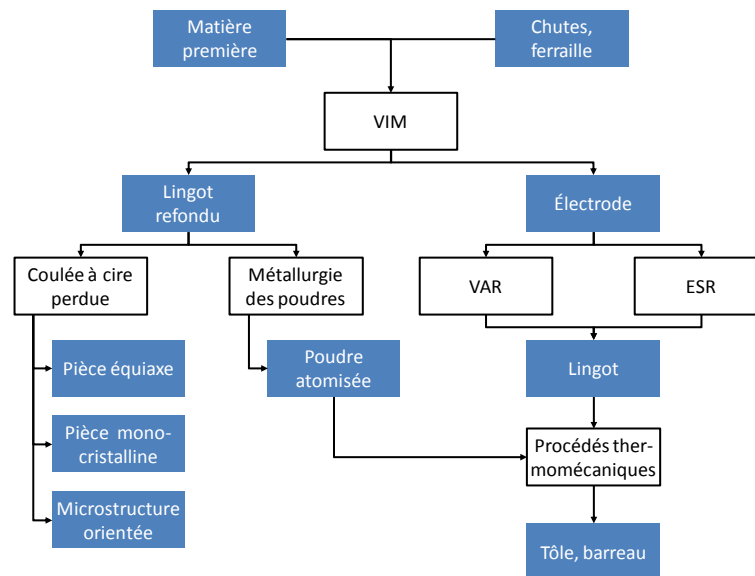 Matière
première
Chutes,
ferraille
VIM
Lingot
refondu
Électrode
Coulée à cire
perdue
Métallurgie
des poudres
VAR
ESR
Pièce équiaxe
Poudre
atomisée
Lingot
Pièce mono-
cristalline
Procédés ther-
momécaniques
Microstructure
orientée
Tôle, barreau